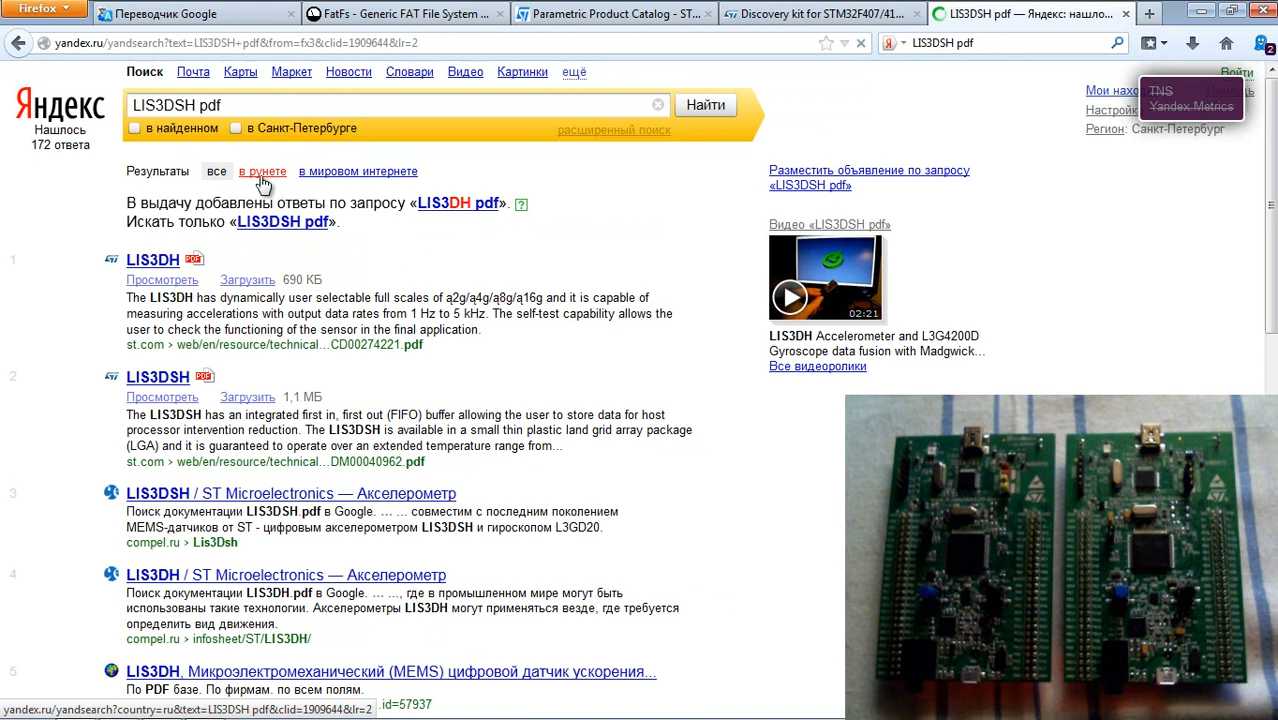 Firefox
Переводчик Google
FatFs - Generic FAT File System ...
Parametric Product Catalog - ST...
Discovery kit for STM32F407/41...
LIS3DSH pdf — Яндекс: нашло...
yandex.ru/yandsearch?text=LIS3DSH+pdf&from=fx3&clid=1909644&lr=2
LIS3DSH pdf
2
Поиск Почта Карты Маркет Новости Словари Видео Картинки ещё
Войти
Мои наход
Помощь
Настройк
Регион: Санкт-Петербург
TNS
Yandex.Metrics
Яндекс
Нашлось
172 ответа
LIS3DSH pdf
Найти
в найденном
в Санкт-Петербурге
расширенный поиск
Результаты все в рунете в мировом интернете
В выдачу добавлены ответы по запросу «LIS3DH pdf». ?
Искать только «LIS3DSH pdf».
1
LIS3DH PDF
Просмотреть Загрузить 690 КБ
The LIS3DH has dynamically user selectable full scales of ą2g/ą4g/ą8g/ą16g and it is capable of
measuring accelerations with output data rates from 1 Hz to 5 kHz. The self-test capability allows the
user to check the functioning of the sensor in the final application.
st.com › web/en/resource/technical...CD00274221.pdf
2
LIS3DSH PDF
Просмотреть Загрузить 1,1 МБ
The LIS3DSH has an integrated first in, first out (FIFO) buffer allowing the user to store data for host
processor intervention reduction. The LIS3DSH is available in a small thin plastic land grid array package
(LGA) and it is guaranteed to operate over an extended temperature range from...
st.com › web/en/resource/technical...DM00040962.pdf
3
LIS3DSH / ST Microelectronics — Акселерометр
Поиск документации LIS3DSH.pdf в Google. … ... совместим с последним поколением
MEMS-датчиков от ST - цифровым акселерометром LIS3DSH и гироскопом L3GD20.
compel.ru › Lis3Dsh
4
LIS3DH / ST Microelectronics — Акселерометр
Поиск документации LIS3DH.pdf в Google. … ..., где в промышленном мире могут быть
использованы такие технологии. Акселерометры LIS3DH могут применяться везде, где требуется
определить вид движения.
compel.ru › infosheet/ST/LIS3DH/
5
LIS3DH, Микроэлектромеханический (MEMS) цифровой датчик ускорения...
По PDF базе. По фирмам. по всем полям.
.id=57937
yandex.ru/yandsearch?country=ru&text=LIS3DSH pdf&clid=1909644&lr=2
Разместить объявление по запросу
«LIS3DSH pdf»
Видео «LIS3DSH pdf»
02:21
LIS3DH Accelerometer and L3G4200D
Gyroscope data fusion with Madgwick...
Все видеоролики